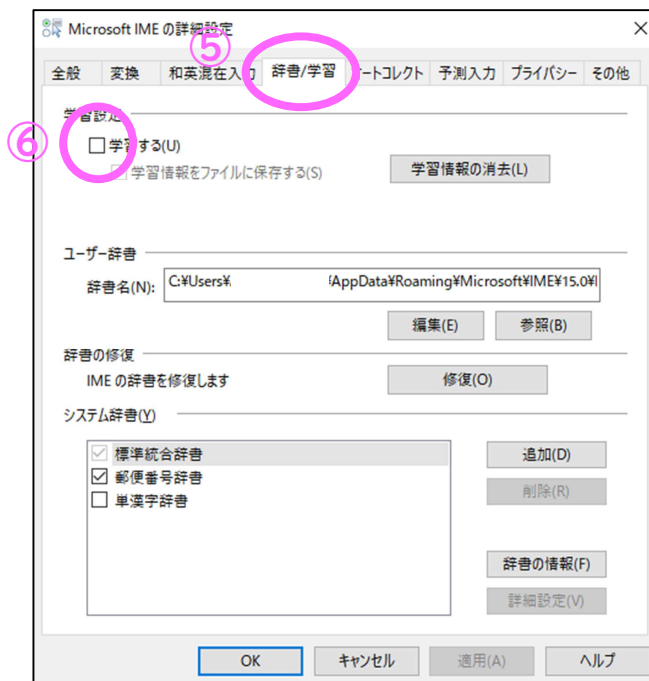 Microsoft IME の詳細設定
⑤
全般 変換 和英混在入力 辞書/学習 ートコレクト 予測入力 プライバシー その他
学習設定
⑥
学習する(U)
学習情報をファイルに保存する(S) 学習情報の消去(L)
ユーザー辞書
辞書名(N): C:¥Users¥. ¥AppData¥Roaming¥Microsoft¥IME¥15.0¥I
編集(E) 参照(B)
辞書の修復
IME の辞書を修復します 修復(O)
システム辞書(Y)
標準統合辞書 追加(D)
郵便番号辞書 削除(R)
単漢字辞書
辞書の情報(F)
詳細設定(V)
OK キャンセル 適用(A) ヘルプ